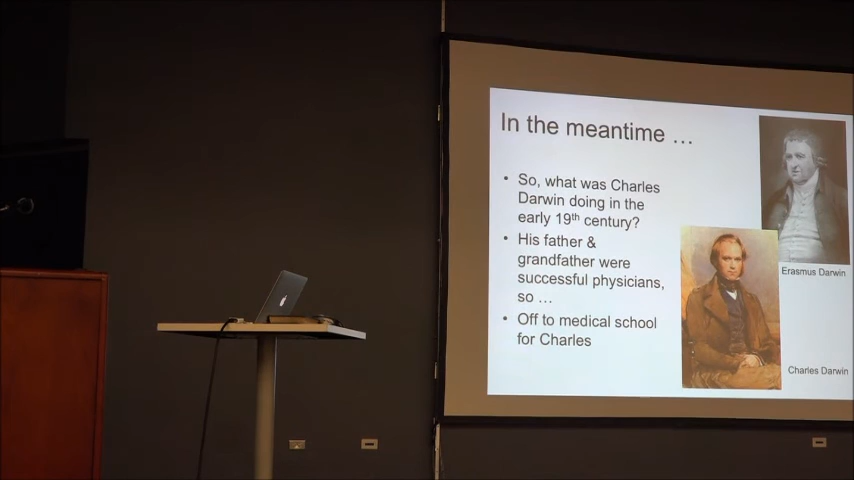 In the meantime …
• So, what was Charles
Darwin doing in the
early 19th century?
• His father &
grandfather were
successful physicians,
so …
• Off to medical school
for Charles
Erasmus Darwin
Charles Darwin